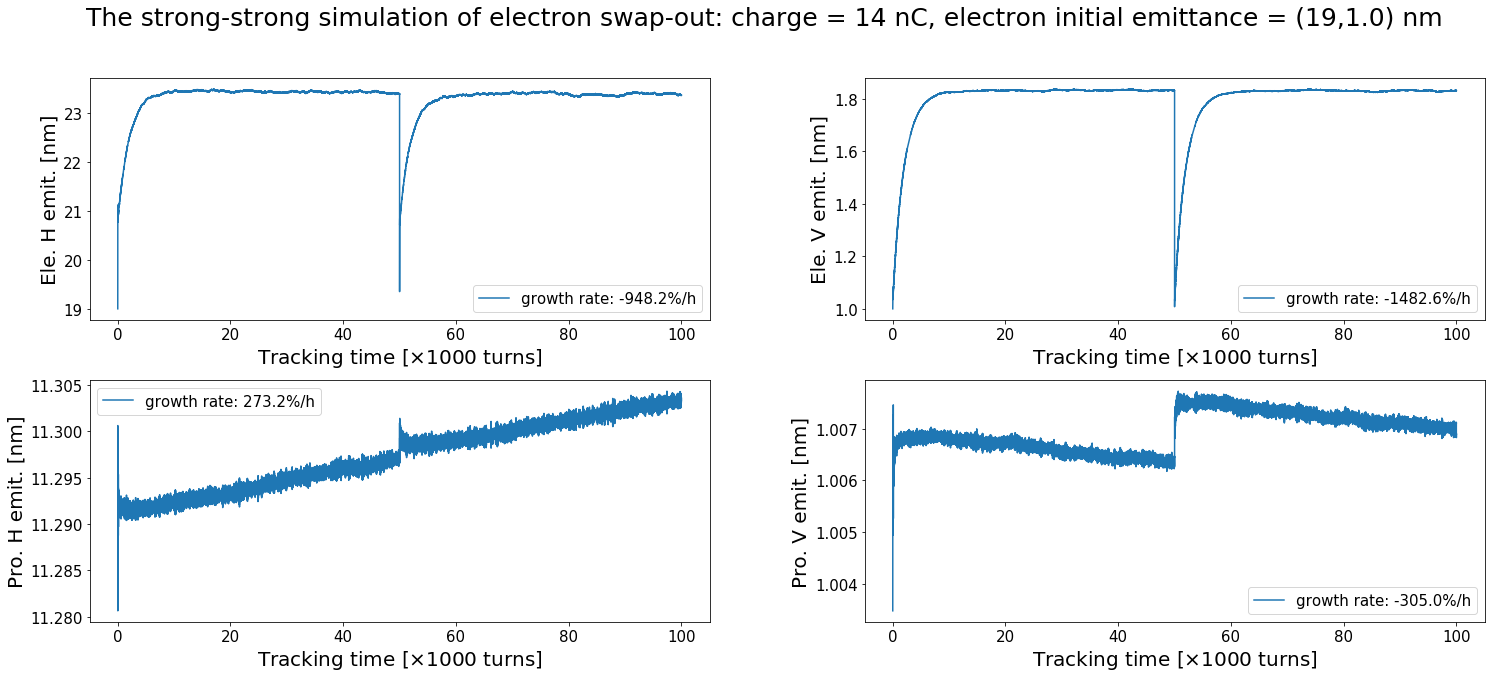 The strong-strong simulation of electron swap-out: charge = 14 nC, electron initial emittance = (19,1.0) nm
Ele. H emit. [nm]
23
22
21
20
19
growth rate: -948.2%/h
0 20 40 60 80 100
Tracking time [×1000 turns]
Ele. V emit. [nm]
1.8
1.6
1.4
1.2
1.0
growth rate: -1482.6%/h
0 20 40 60 80 100
Tracking time [×1000 turns]
Pro. H emit. [nm]
11.305
11.300
11.295
11.290
11.285
11.280
growth rate: 273.2%/h
0 20 40 60 80 100
Tracking time [×1000 turns]
Pro. V emit. [nm]
1.007
1.006
1.005
1.004
growth rate: -305.0%/h
0 20 40 60 80 100
Tracking time [×1000 turns]